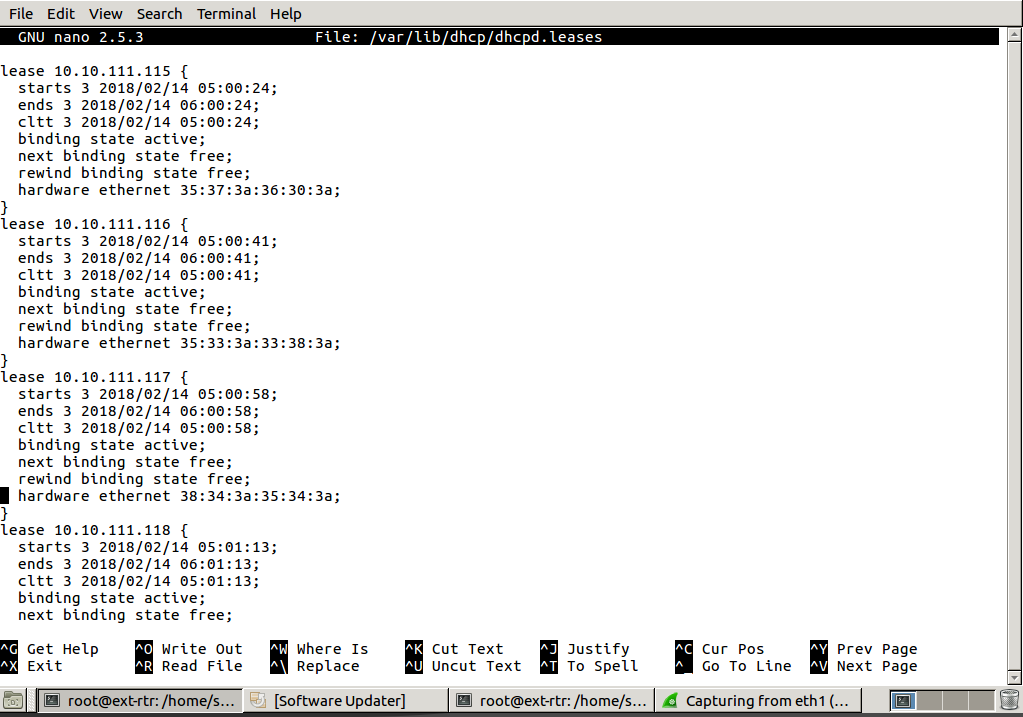 File Edit View Search Terminal Help
GNU nano 2.5.3 File: /var/lib/dhcp/dhcpd.leases
lease 10.10.111.115 {
starts 3 2018/02/14 05:00:24;
ends 3 2018/02/14 06:00:24;
cltt 3 2018/02/14 05:00:24;
binding state active;
next binding state free;
rewind binding state free;
hardware ethernet 35:37:3a:36:30:3a;
}
lease 10.10.111.116 {
starts 3 2018/02/14 05:00:41;
ends 3 2018/02/14 06:00:41;
cltt 3 2018/02/14 05:00:41;
binding state active;
next binding state free;
rewind binding state free;
hardware ethernet 35:33:3a:33:38:3a;
}
lease 10.10.111.117 {
starts 3 2018/02/14 05:00:58;
ends 3 2018/02/14 06:00:58;
cltt 3 2018/02/14 05:00:58;
binding state active;
next binding state free;
rewind binding state free;
hardware ethernet 38:34:3a:35:34:3a;
}
lease 10.10.111.118 {
starts 3 2018/02/14 05:01:13;
ends 3 2018/02/14 06:01:13;
cltt 3 2018/02/14 05:01:13;
binding state active;
next binding state free;
^G Get Help ^O Write Out ^W Where Is ^K Cut Text ^J Justify ^C Cur Pos ^Y Prev Page
^X Exit ^R Read File ^\ Replace ^U Uncut Text ^T To Spell ^_ Go To Line ^V Next Page
root@ext-rtr: /home/s... [Software Updater] root@ext-rtr: /home/s... Capturing from eth1 (...